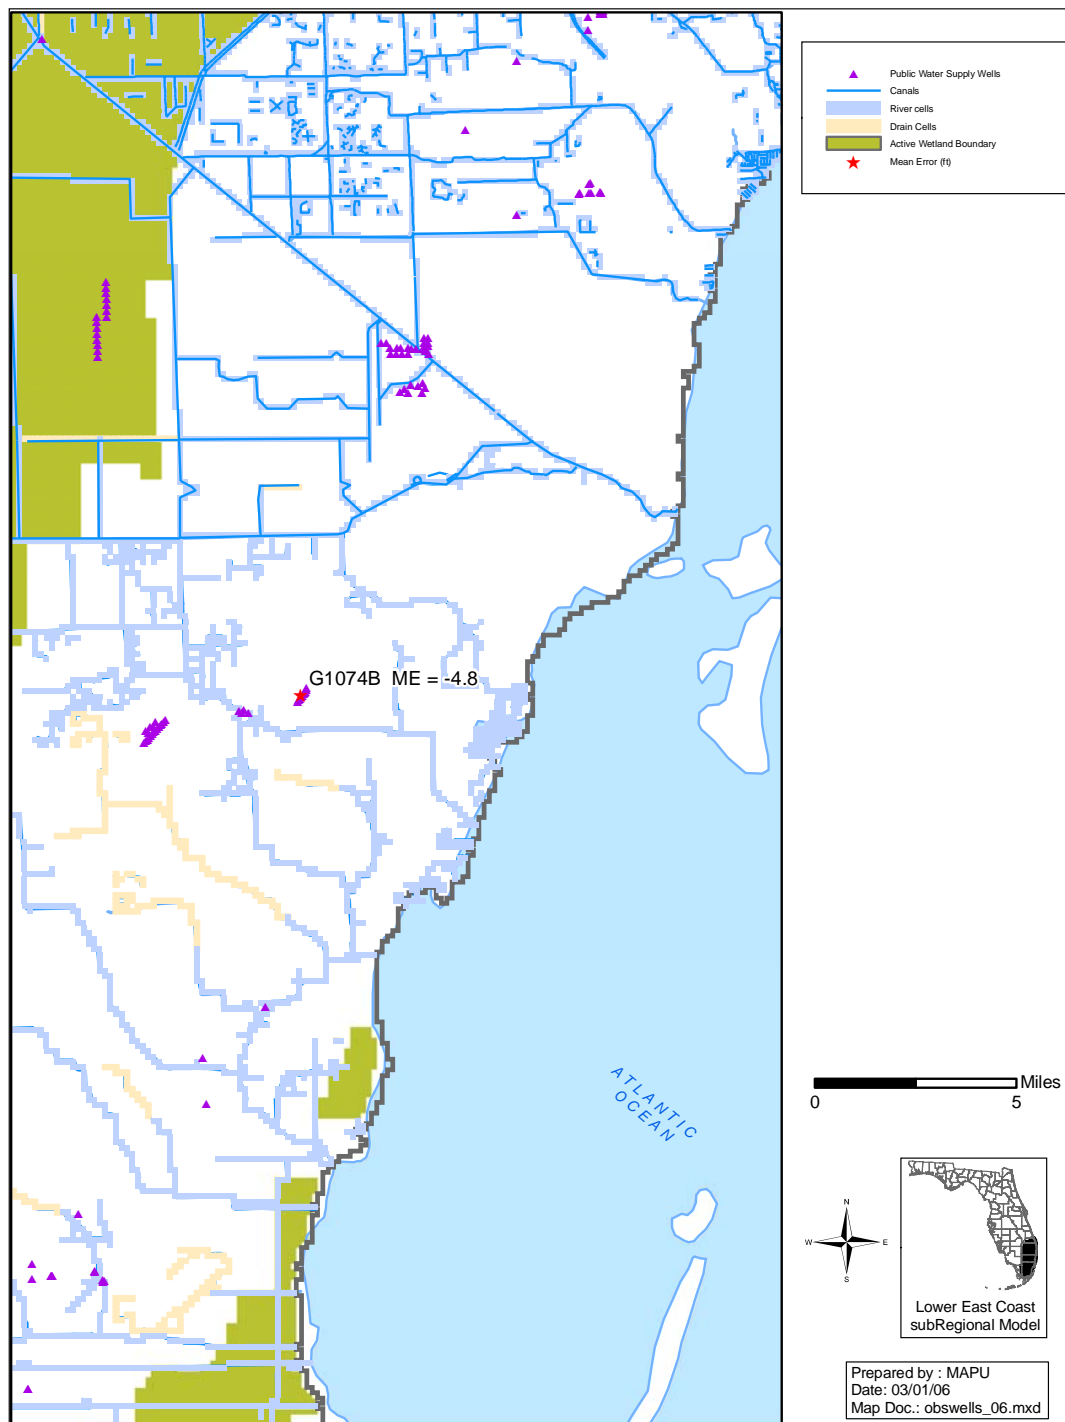 Public Water Supply Wells
Canals
River cells
Drain Cells
Active Wetland Boundary
Mean Error (ft)
G1074B ME = -4.8
ATLANTIC
OCEAN
Miles
0 5
N
W E
S
Lower East Coast
subRegional Model
Prepared by : MAPU
Date: 03/01/06
Map Doc.: obswells_06.mxd